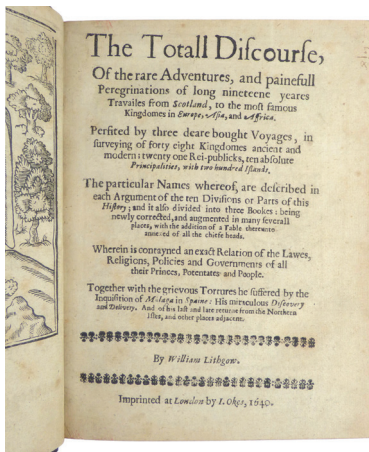 The Totall Diſcourſe,
Of the rare Adventures, and painefull
Peregrinations of long nineteene yeares
Travailes from Scotland, to the moſt famous
Kingdomes in Europe, Aſia, and Affrica.
Perfited by three deare bought Voyages, in
ſurveying of forty eight Kingdomes ancient and
modern: twenty one Rei-publicks, ten abſolute
Principalities, with two hundred Iſlands.
The particular Names whereof, are deſcribed in
each Argument of the ten Diviſions or Parts of this
Hiſtory; and it alſo divided into three Bookes: being
newly corrected, and augmented in many ſeverall
places, with the addition of a Table thereunto
annexed of all the chiefe heads.
Wherein is contayned an exact Relation of the Lawes,
Religions, Policies and Governments of all
their Princes, Potentates and People.
Together with the grievous Tortures he ſuffered by the
Inquiſition of Malaga in Spaine: His miraculous Diſcovery
and Delivery. And of his laſt and late returne from the Northern
Iſles, and other places adjacent.
By William Lithgow.
Imprinted at London by I. Okes, 1640.